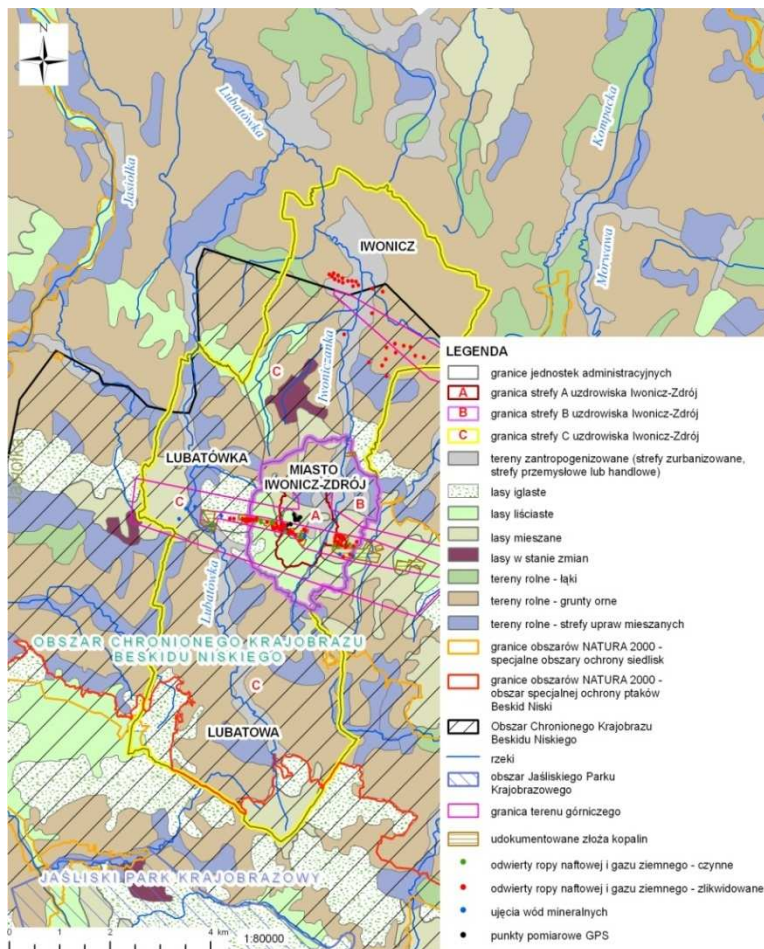 N
Lubatówka
Kompacka
Jasiołka
Morwawa
IWONICZ
Iwoniczanka
C
LUBATÓWKA
MIASTO
IWONICZ-ZDRÓJ
B
C
A
Lubatówka
OBSZAR CHRONIONEGO KRAJOBRAZU
BESKIDU NISKIEGO
C
LUBATOWA
JAŚLISKI PARK KRAJOBRAZOWY
0 2 4 km
1:80000
LEGENDA
granice jednostek administracyjnych
A granica strefy A uzdrowiska Iwonicz-Zdrój
B granica strefy B uzdrowiska Iwonicz-Zdrój
C granica strefy C uzdrowiska Iwonicz-Zdrój
tereny zantropogenizowane (strefy zurbanizowane,
strefy przemysłowe lub handlowe)
lasy iglaste
lasy liściaste
lasy mieszane
lasy w stanie zmian
tereny rolne - łąki
tereny rolne - grunty orne
tereny rolne - strefy upraw mieszanych
granice obszarów NATURA 2000 -
specjalne obszary ochrony siedlisk
granice obszarów NATURA 2000 -
obszar specjalnej ochrony ptaków
Beskid Niski
Obszar Chronionego Krajobrazu
Beskidu Niskiego
rzeki
obszar Jaśliskiego Parku
Krajobrazowego
granica terenu górniczego
udokumentowane złoża kopalin
odwierty ropy naftowej i gazu ziemnego - czynne
odwierty ropy naftowej i gazu ziemnego - zlikwidowane
ujęcia wód mineralnych
punkty pomiarowe GPS